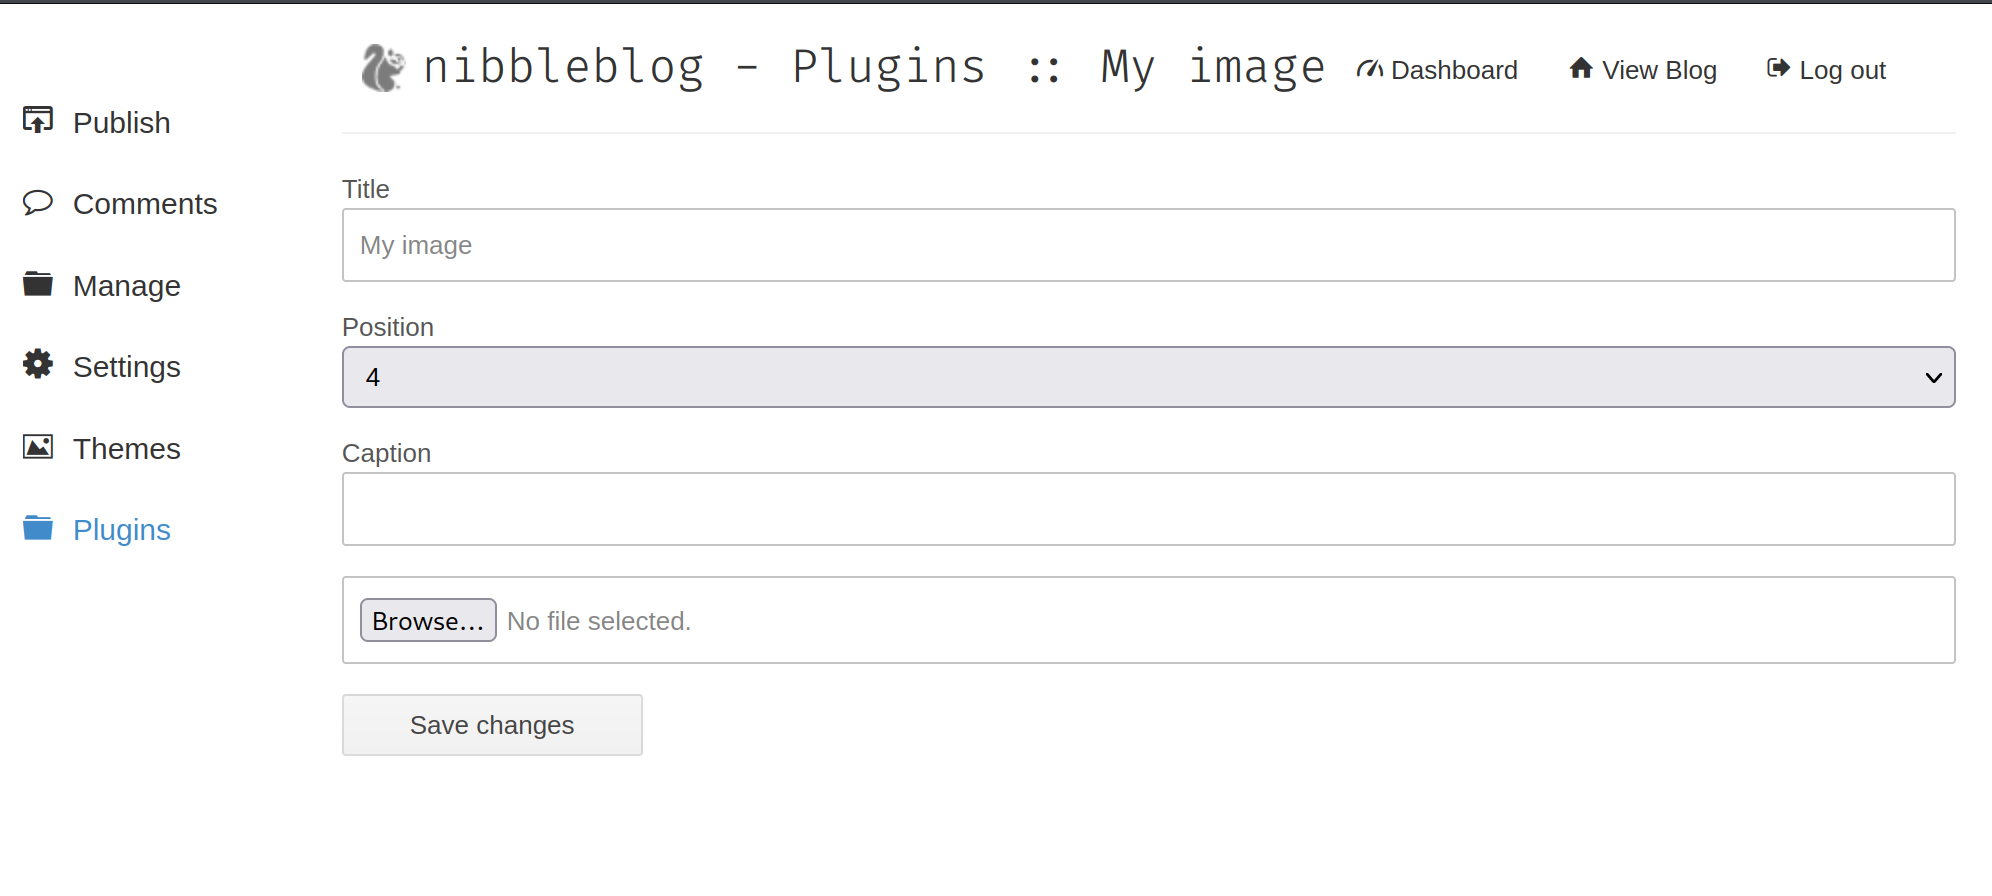 nibbleblog - Plugins :: My image
Dashboard
View Blog
Log out
Publish
Comments
Manage
Settings
Themes
Plugins
Title
My image
Position
4
Caption
Browse... No file selected.
Save changes